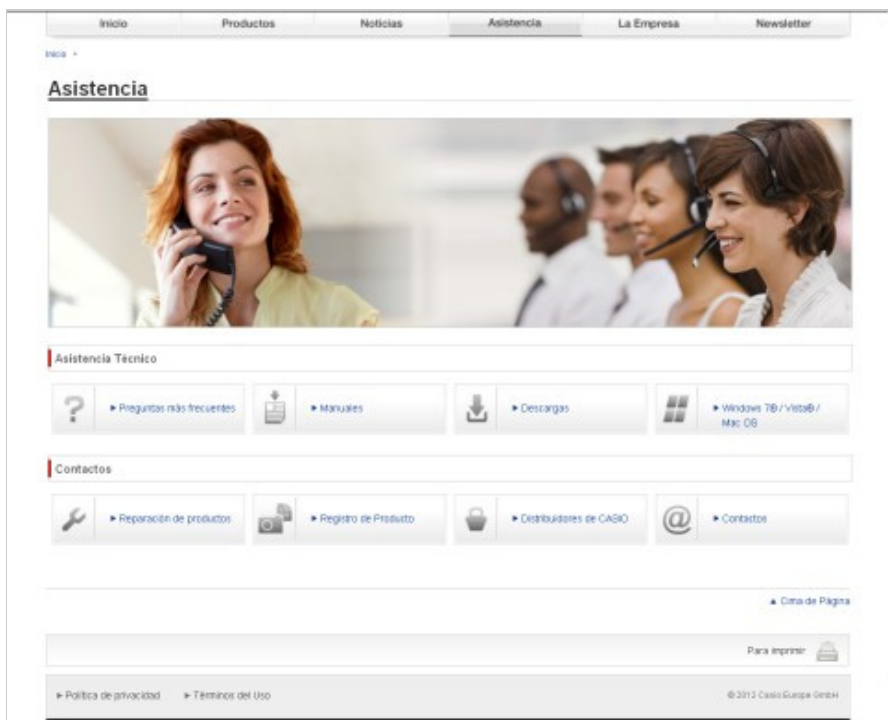 Inicio Productos Noticias Asistencia La Empresa Newsletter
Inicio
Asistencia
Asistencia Técnico
Preguntas más frecuentes Manuales Descargas Windows 7® / Vista® /
Mac OS
Contactos
Reparación de productos Registro de Producto Distribuidores de CASIO @ Contactos
Cima de Página
Para imprimir
Política de privacidad Términos del Uso © 2012 Casio Europe GmbH